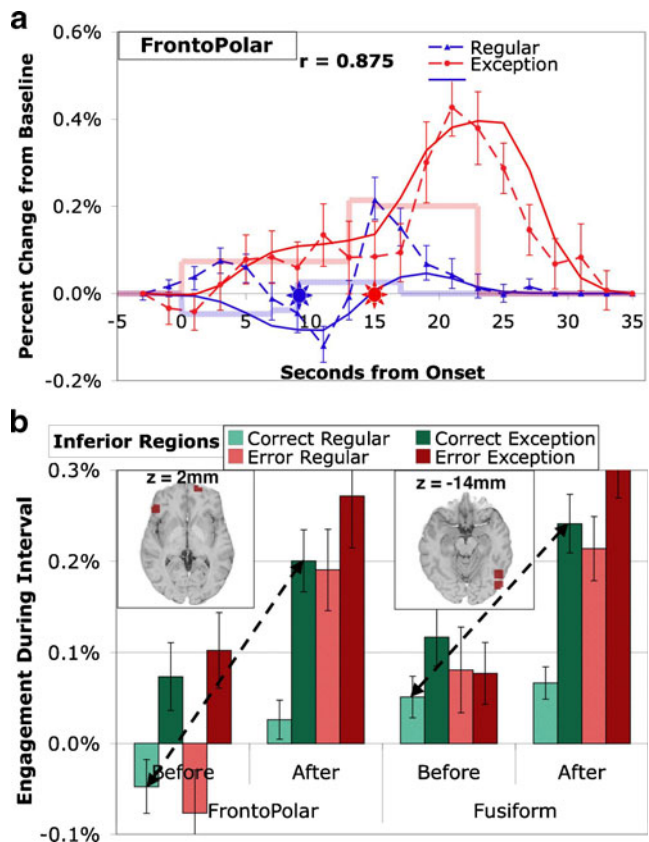 a
0.6%
FrontoPolar
r = 0.875
Regular
Exception
Percent Change from Baseline
0.4%
0.2%
0.0%
-5 5 10 15 20 25 30 35
-0.2%
Seconds from Onset
b
Inferior Regions
Correct Regular
Correct Exception
Error Regular
Error Exception
Engagement During Interval
0.3%
z = 2mm
z = -14mm
0.2%
0.1%
0.0%
Before After Before After
FrontoPolar Fusiform
-0.1%